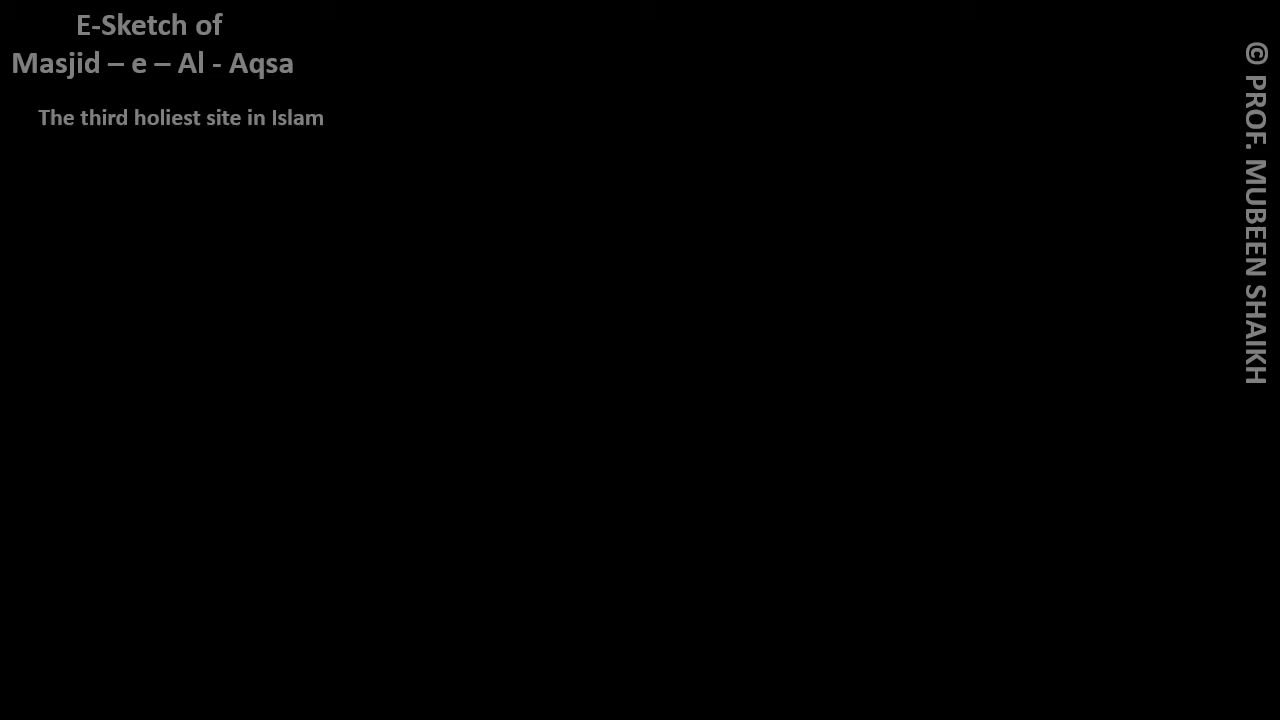 E-Sketch of
Masjid – e – Al - Aqsa
The third holiest site in Islam
© PROF. MUBEEN SHAIKH